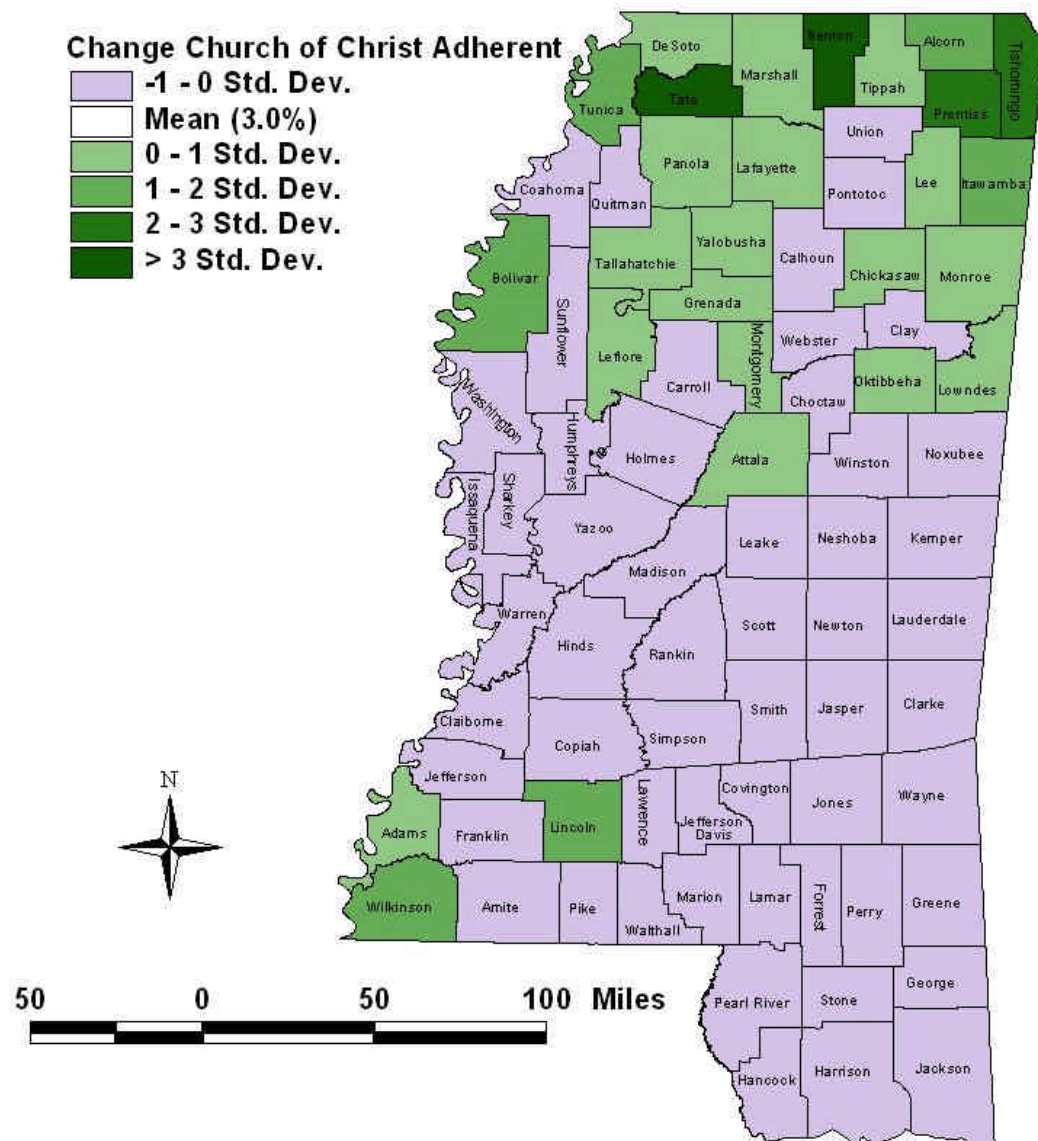 Change Church of Christ Adherent
-1 - 0 Std. Dev.
Mean (3.0%)
0 - 1 Std. Dev.
1 - 2 Std. Dev.
2 - 3 Std. Dev.
> 3 Std. Dev.
DeSoto
Marshall
Benton
Tippah
Alcorn
Tishomingo
Tunica
Tate
Prentiss
Union
Panola
Lafayette
Coahoma
Quitman
Pontotoc
Lee
Itawamba
Yalobusha
Tallahatchie
Calhoun
Chickasaw
Monroe
Bolivar
Sunflower
Grenada
Leflore
Montgomery
Webster
Clay
Carroll
Choctaw
Oktibbeha
Lowndes
Washington
Humphreys
Holmes
Attala
Winston
Noxubee
Issaquena
Sharkey
Yazoo
Leake
Neshoba
Kemper
Madison
Warren
Hinds
Rankin
Scott
Newton
Lauderdale
Claiborne
Copiah
Simpson
Smith
Jasper
Clarke
Jefferson
Lawrence
Covington
Jones
Wayne
N
Adams
Franklin
Lincoln
Jefferson
Davis
Wilkinson
Amite
Pike
Walthall
Marion
Lamar
Forrest
Perry
Greene
50 0 50 100 Miles
Pearl River
Stone
George
Hancock
Harrison
Jackson